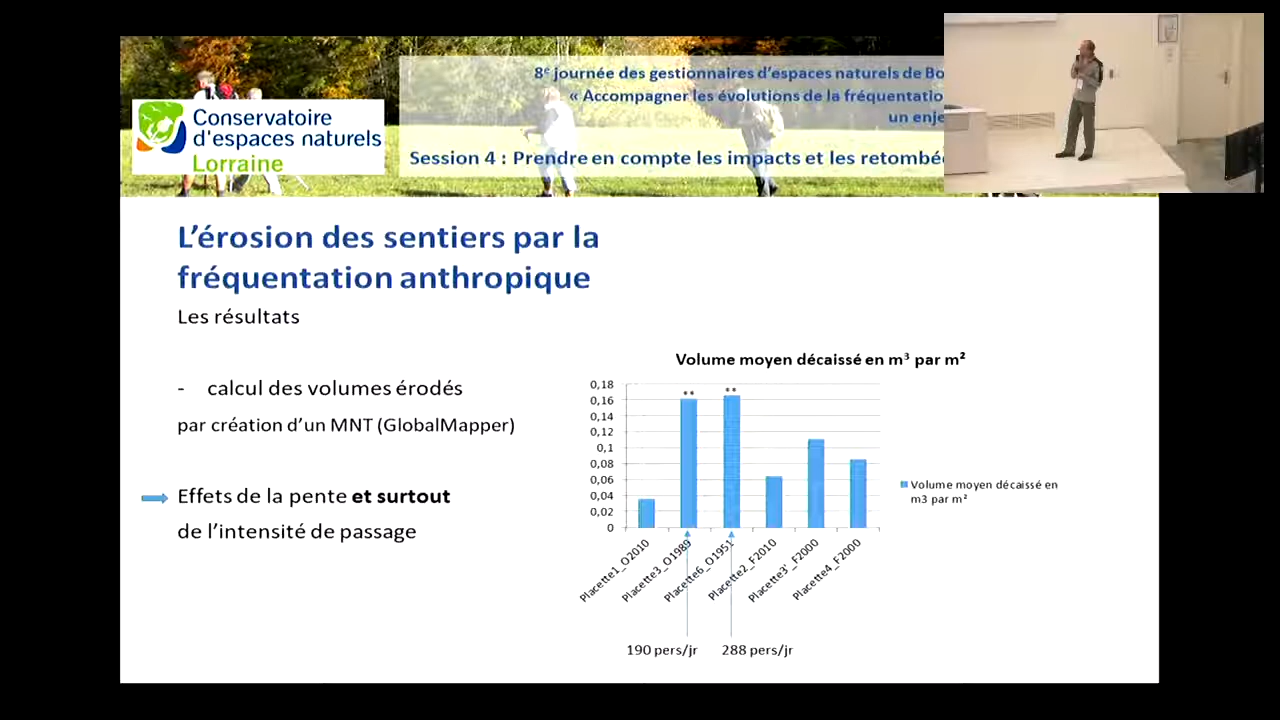 8e journée des gestionnaires d'espaces naturels de
« Accompagner les évolutions de la
un
Session 4 : Prendre en compte les impacts et les
Conservatoire
d'espaces naturels
Lorraine
L'érosion des sentiers par la
fréquentation anthropique
Les résultats
- calcul des volumes érodés
par création d'un MNT (GlobalMapper)
Effets de la pente et surtout
de l'intensité de passage
Volume moyen décaissé en m³ par m²
0,18
0,16
0,14
0,12
0,1
0,08
0,06
0,04
0,02
0
**
**
Placette1_O2010
Placette3_O1989
Placette6_O1951
Placette2_F2010
Placette3'_F2000
Placette4_F2000
Volume moyen décaissé en
m3 par m²
190 pers/jr
288 pers/jr